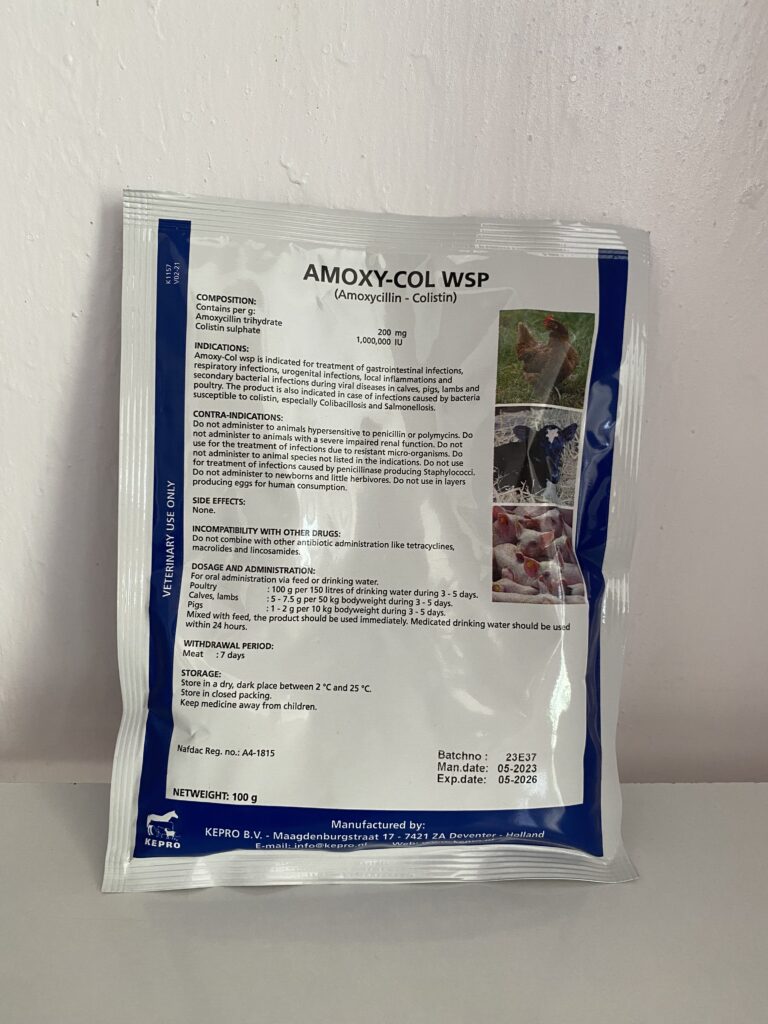 K1157
V02-21
AMOXY-COL WSP
(Amoxycillin - Colistin)
COMPOSITION:
Contains per g:
Amoxycillin trihydrate 200 mg
Colistin sulphate 1,000,000 IU
INDICATIONS:
Amoxy-Col wsp is indicated for treatment of gastrointestinal infections,
respiratory infections, urogenital infections, local inflammations and
secondary bacterial infections during viral diseases in calves, pigs, lambs and
poultry. The product is also indicated in case of infections caused by bacteria
susceptible to colistin, especially Colibacillosis and Salmonellosis.
CONTRA-INDICATIONS:
Do not administer to animals hypersensitive to penicillin or polymycins. Do
not administer to animals with a severe impaired renal function. Do not
use for the treatment of infections due to resistant micro-organisms. Do
not administer to animal species not listed in the indications. Do not use
for treatment of infections caused by penicillinase producing Staphylococci.
Do not administer to newborns and little herbivores. Do not use in layers
producing eggs for human consumption.
SIDE EFFECTS:
None.
INCOMPATIBILITY WITH OTHER DRUGS:
Do not combine with other antibiotic administration like tetracyclines,
macrolides and lincosamides.
DOSAGE AND ADMINISTRATION:
For oral administration via feed or drinking water.
Poultry : 100 g per 150 litres of drinking water during 3 - 5 days.
Calves, lambs : 5 - 7.5 g per 50 kg bodyweight during 3 - 5 days.
Pigs : 1 - 2 g per 10 kg bodyweight during 3 - 5 days.
Mixed with feed, the product should be used immediately. Medicated drinking water should be used
within 24 hours.
WITHDRAWAL PERIOD:
Meat : 7 days
STORAGE:
Store in a dry, dark place between 2 °C and 25 °C.
Store in closed packing.
Keep medicine away from children.
VETERINARY USE ONLY
Nafdac Reg. no.: A4-1815
Batchno : 23E37
Man.date: 05-2023
Exp.date: 05-2026
NETWEIGHT: 100 g
KEPRO
Manufactured by:
KEPRO B.V. - Maagdenburgstraat 17 - 7421 ZA Deventer - Holland
E-mail: info@kepro.nl